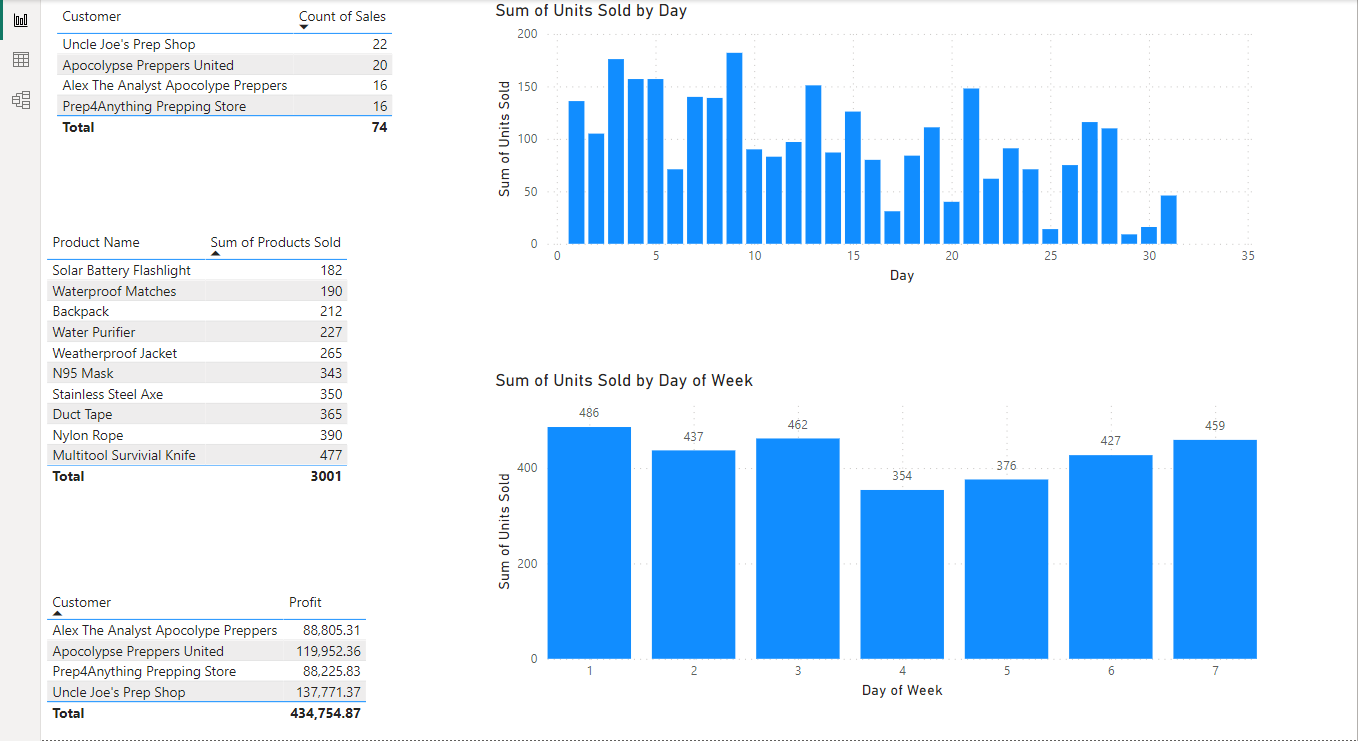 Customer Count of Sales
Uncle Joe's Prep Shop 22
Apocolypse Preppers United 20
Alex The Analyst Apocolype Preppers 16
Prep4Anything Prepping Store 16
Total 74
Product Name Sum of Products Sold
Solar Battery Flashlight 182
Waterproof Matches 190
Backpack 212
Water Purifier 227
Weatherproof Jacket 265
N95 Mask 343
Stainless Steel Axe 350
Duct Tape 365
Nylon Rope 390
Multitool Survivial Knife 477
Total 3001
Customer Profit
Alex The Analyst Apocolype Preppers 88,805.31
Apocolypse Preppers United 119,952.36
Prep4Anything Prepping Store 88,225.83
Uncle Joe's Prep Shop 137,771.37
Total 434,754.87
Sum of Units Sold by Day
Sum of Units Sold
200
150
100
50
0
0 5 10 15 20 25 30 35
Day
Sum of Units Sold by Day of Week
Sum of Units Sold
486 437 462 354 376 427 459
400
200
0
1 2 3 4 5 6 7
Day of Week